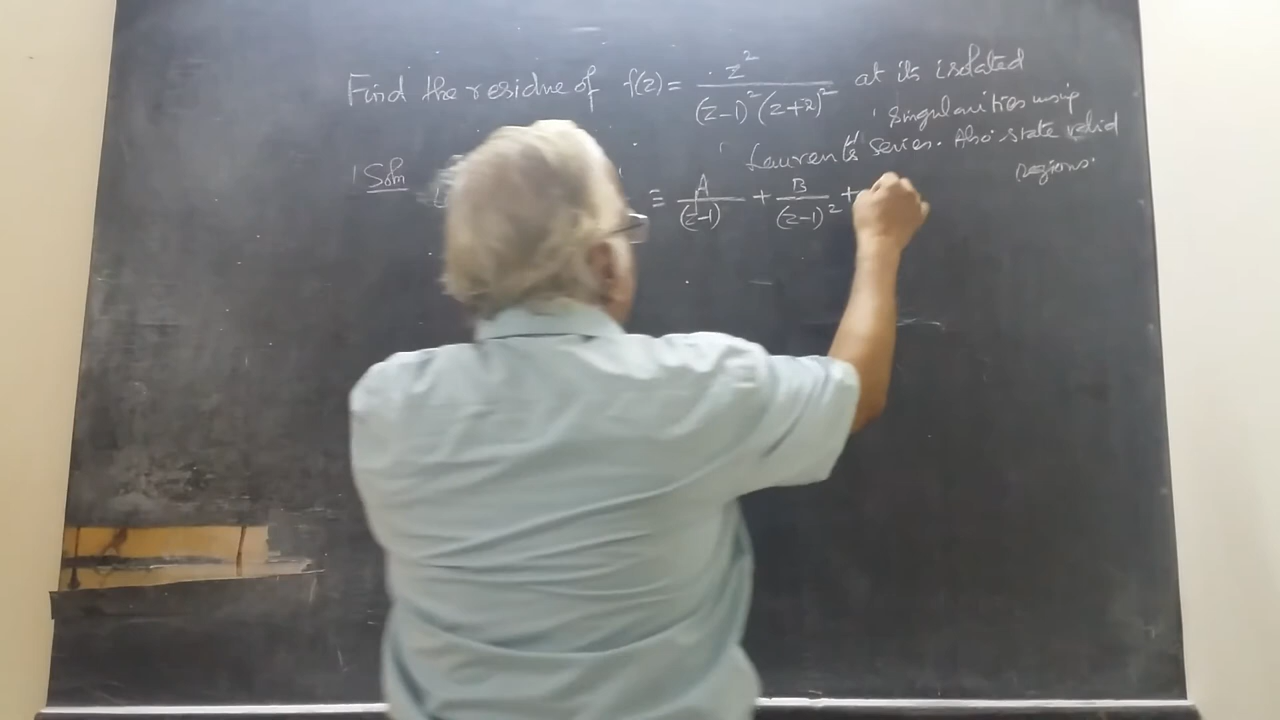 Find the residue of f(z) = z² / (z-1)² (z+2)² at its isolated
singularities using
Laurent's series. Also state valid
regions.
Soln ≡ A/(z-1) + B/(z-1)² +